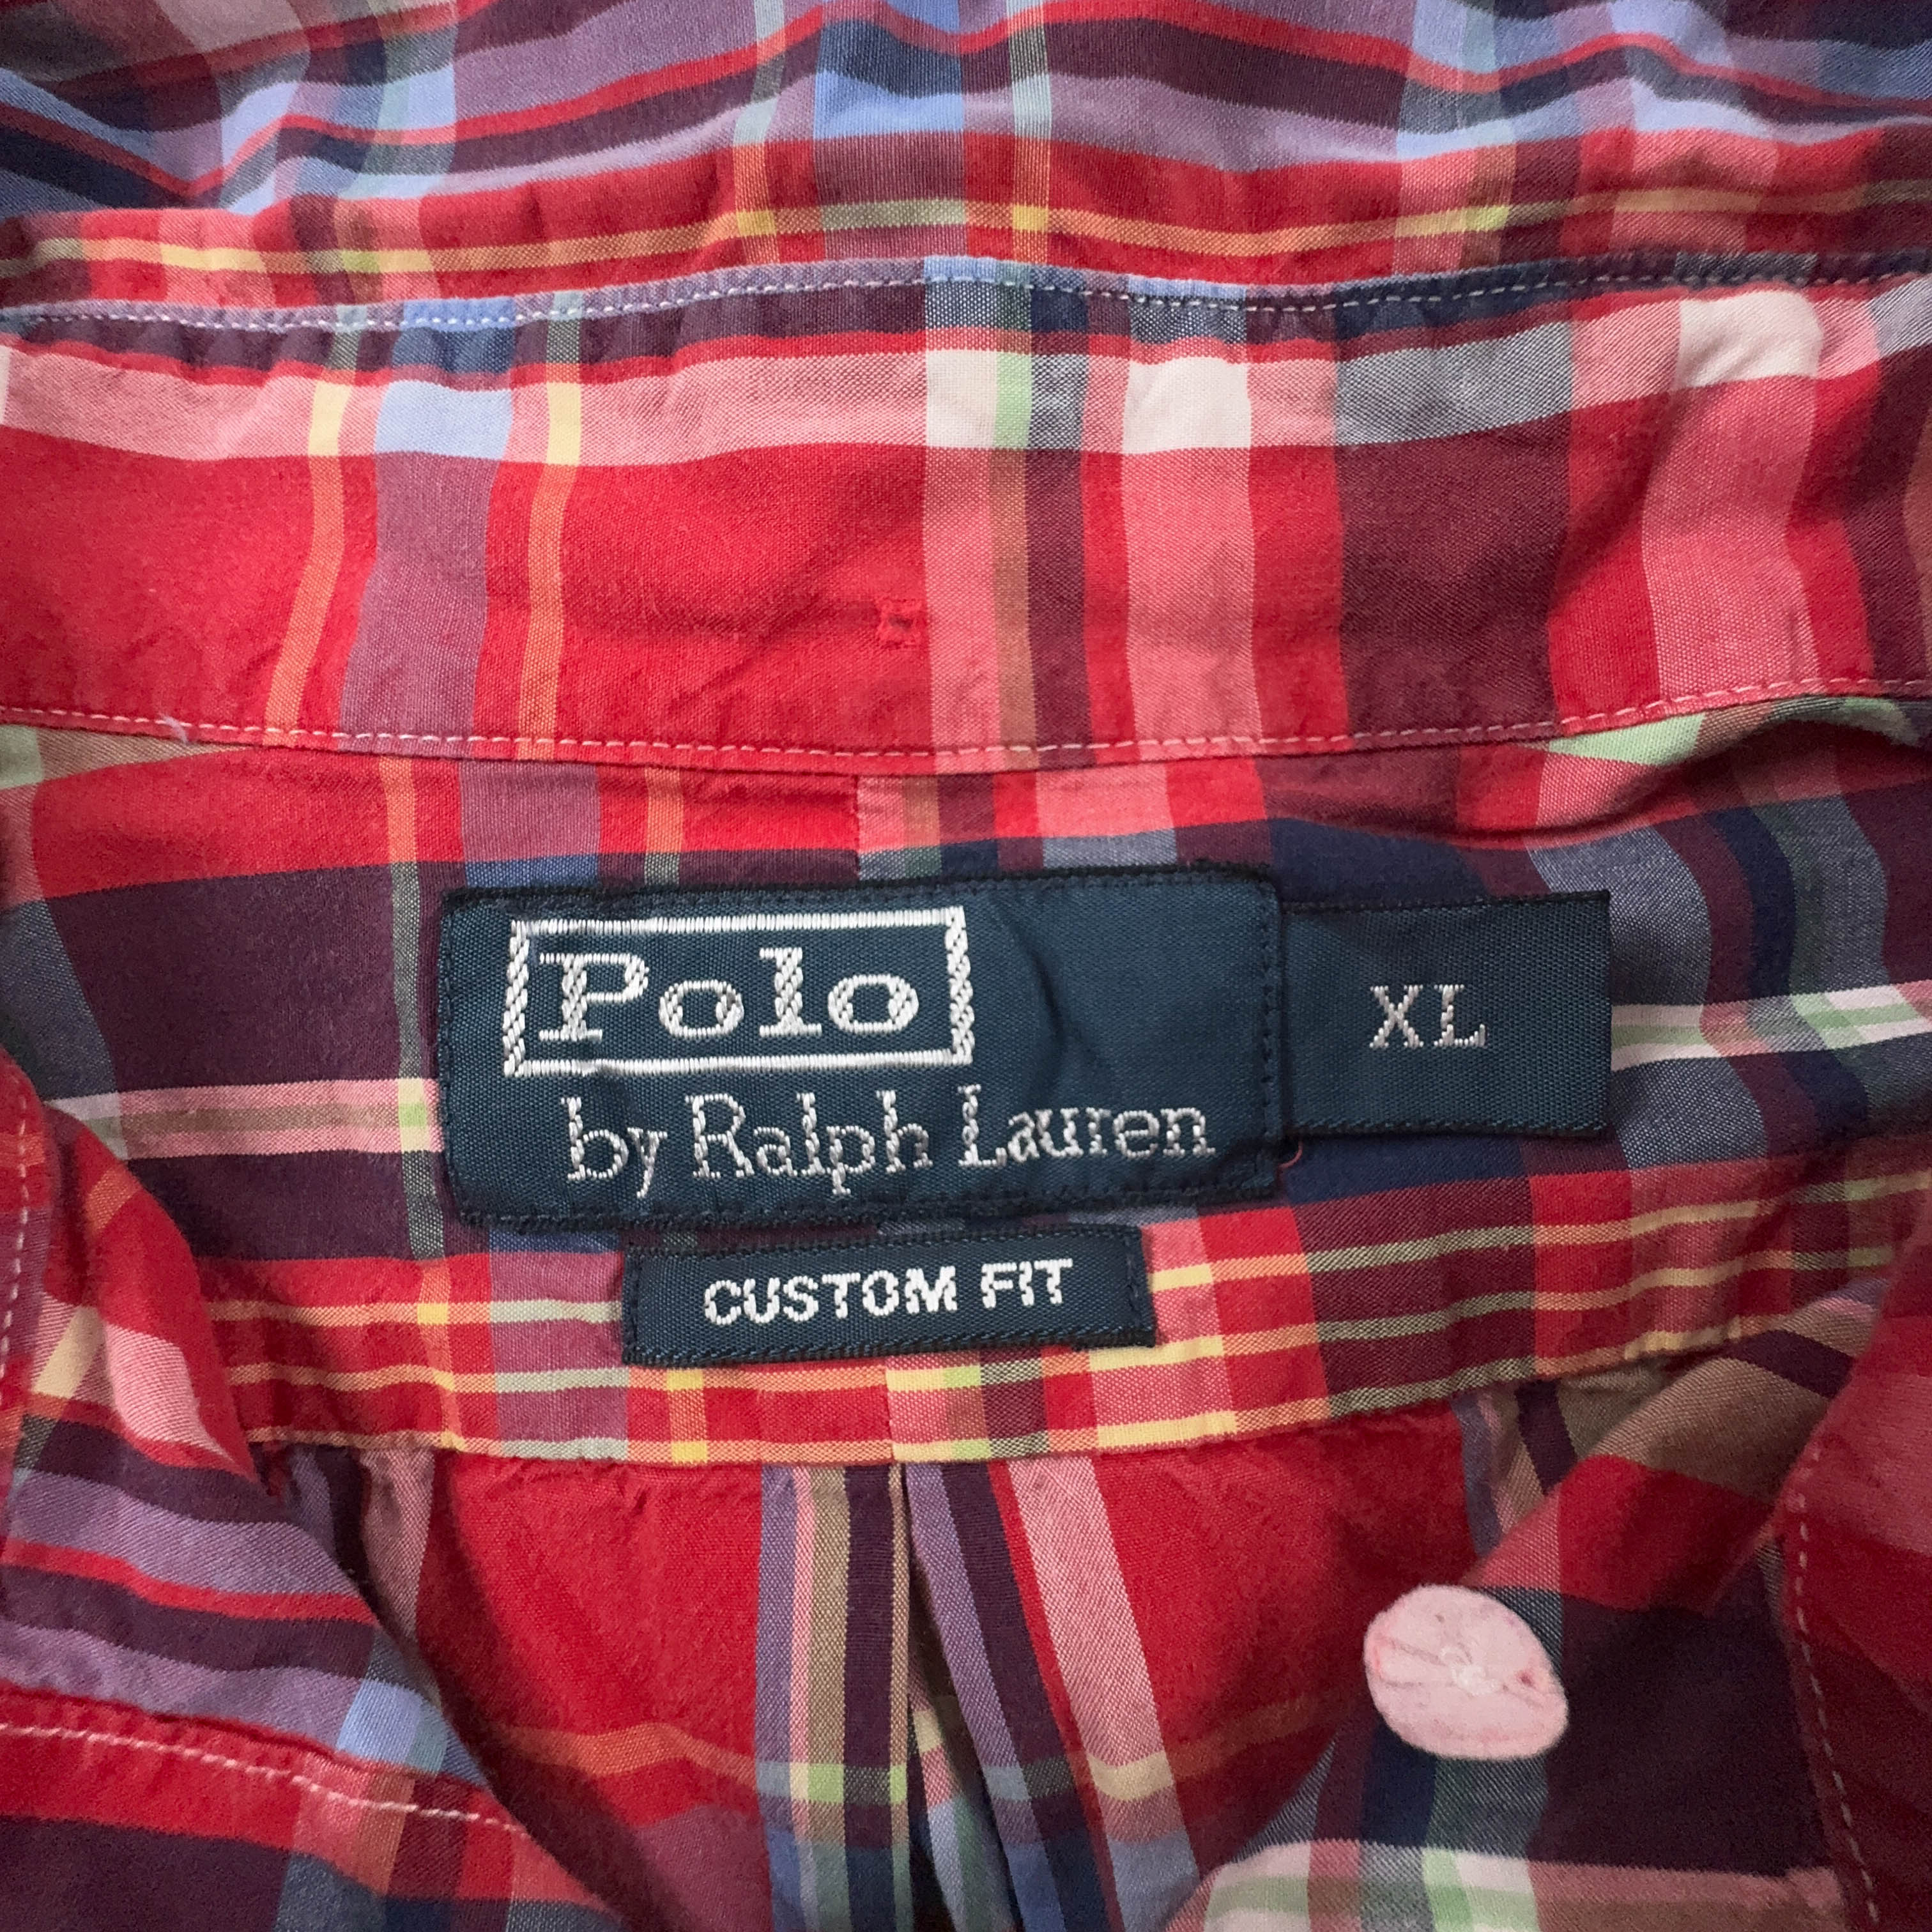 Polo
by Ralph Lauren
XL
CUSTOM FIT